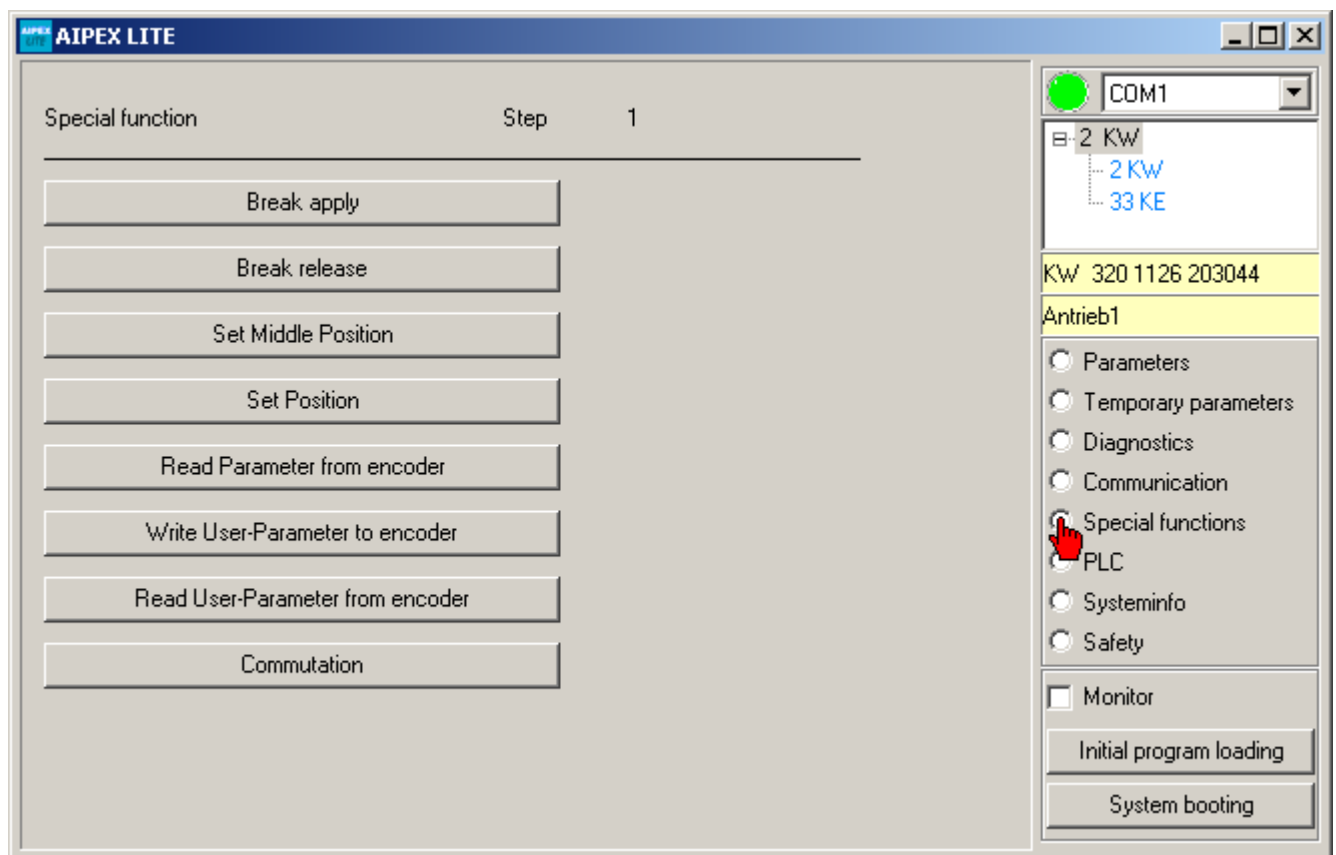 AIPEX LITE AIPEX LITE
Special function Step 1
Break apply
Break release
Set Middle Position
Set Position
Read Parameter from encoder
Write User-Parameter to encoder
Read User-Parameter from encoder
Commutation
COM1
2 KW
2 KW
33 KE
KW 320 1126 203044
Antrieb1
Parameters
Temporary parameters
Diagnostics
Communication
Special functions
PLC
Systeminfo
Safety
Monitor
Initial program loading
System booting